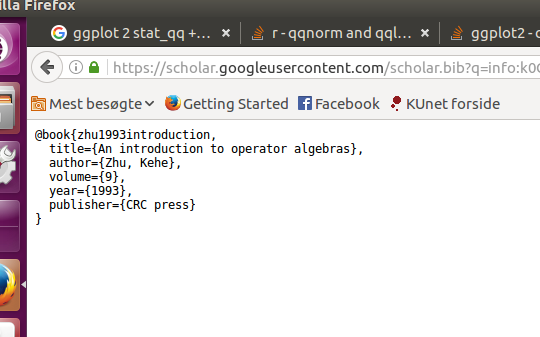 illa Firefox
ggplot 2 stat_qq +... × r - qqnorm and qql... × ggplot2 -
https://scholar.googleusercontent.com/scholar.bib?q=info:k0
Mest besøgte Getting Started Facebook KUnet forside
@book{zhu1993introduction,
title={An introduction to operator algebras},
author={Zhu, Kehe},
volume={9},
year={1993},
publisher={CRC press}
}